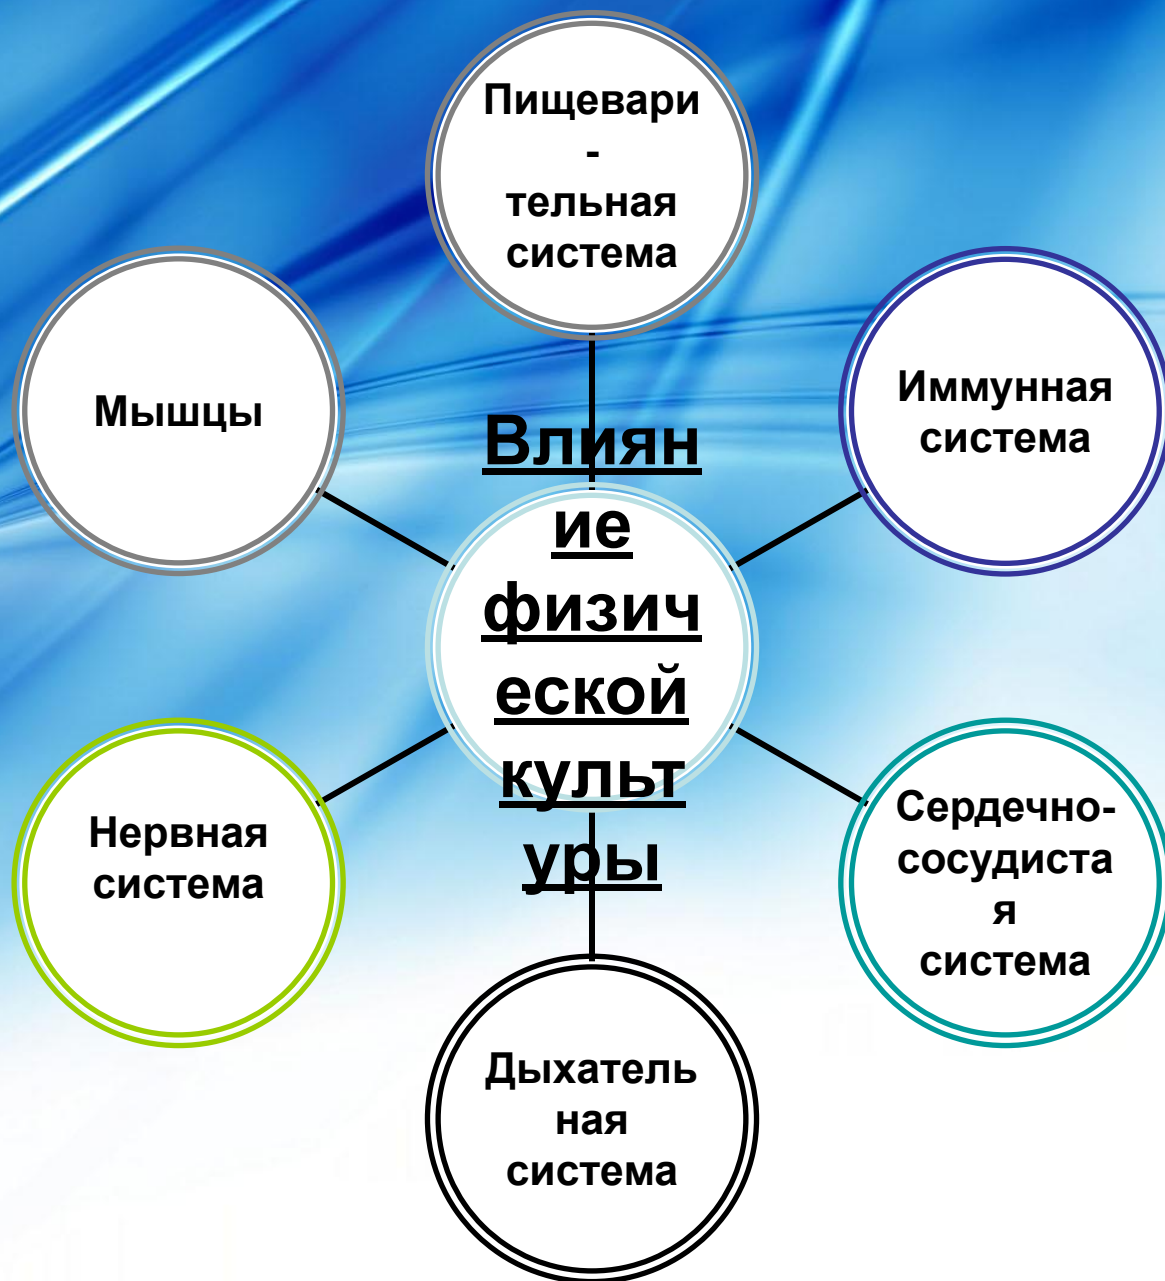 Пищевари
-
тельная
система
Мышцы
Иммунная
система
Влиян
ие
физич
еской
культ
уры
Нервная
система
Сердечно-
сосудиста
я
система
Дыхатель
ная
система